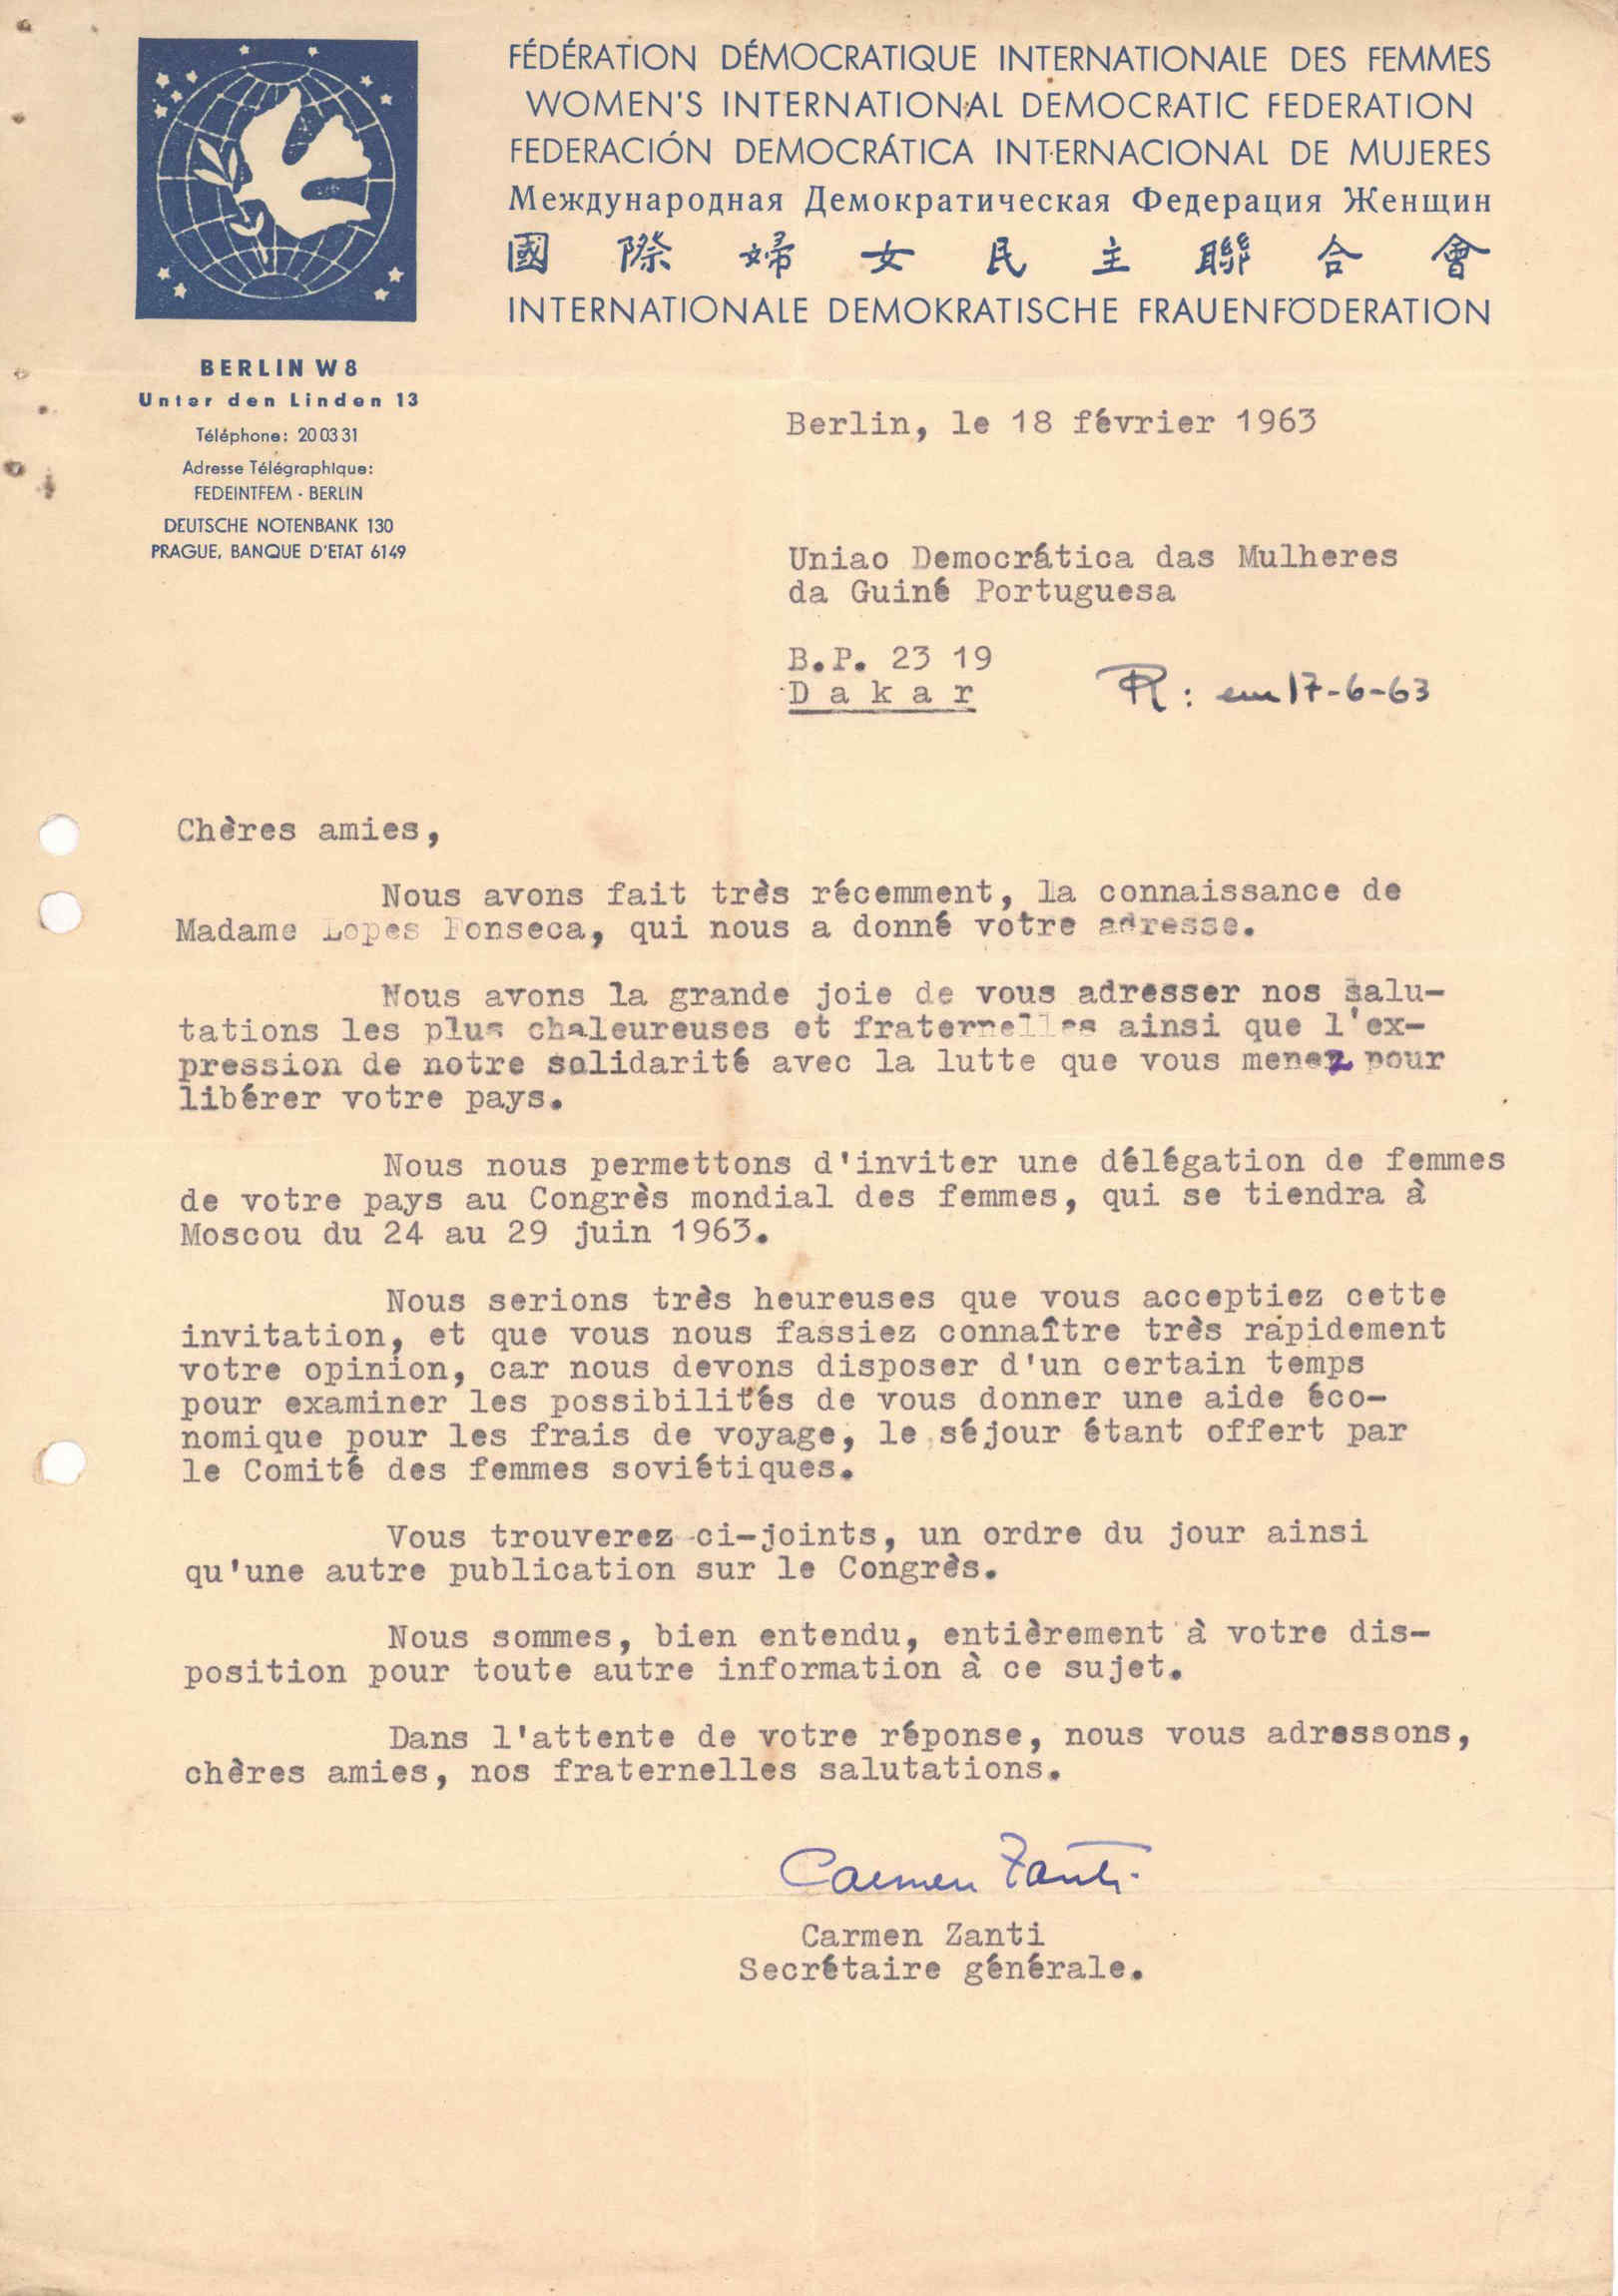 FÉDÉRATION DÉMOCRATIQUE INTERNATIONALE DES FEMMES
WOMEN'S INTERNATIONAL DEMOCRATIC FEDERATION
FEDERACIÓN DEMOCRÁTICA INTERNACIONAL DE MUJERES
Международная Демократическая Федерация Женщин
國際婦女民主聯合會
INTERNATIONALE DEMOKRATISCHE FRAUENFÖDERATION
BERLIN W 8
Unter den Linden 13
Téléphone: 20 03 31
Adresse Télégraphique:
FEDEINTFEM - BERLIN
DEUTSCHE NOTENBANK 130
PRAGUE, BANQUE D'ETAT 6149
Berlin, le 18 février 1963
Uniao Democrática das Mulheres
da Guiné Portuguesa
B.P. 23 19
D a k a r
R: em 17-6-63
Chères amies,
Nous avons fait très récemment, la connaissance de
Madame Lopes Fonseca, qui nous a donné votre adresse.
Nous avons la grande joie de vous adresser nos salu-
tations les plus chaleureuses et fraternelles ainsi que l'ex-
pression de notre solidarité avec la lutte que vous menez pour
libérer votre pays.
Nous nous permettons d'inviter une délégation de femmes
de votre pays au Congrès mondial des femmes, qui se tiendra à
Moscou du 24 au 29 juin 1963.
Nous serions très heureuses que vous acceptiez cette
invitation, et que vous nous fassiez connaître très rapidement
votre opinion, car nous devons disposer d'un certain temps
pour examiner les possibilités de vous donner une aide éco-
nomique pour les frais de voyage, le séjour étant offert par
le Comité des femmes soviétiques.
Vous trouverez ci-joints, un ordre du jour ainsi
qu'une autre publication sur le Congrès.
Nous sommes, bien entendu, entièrement à votre dis-
position pour toute autre information à ce sujet.
Dans l'attente de votre réponse, nous vous adressons,
chères amies, nos fraternelles salutations.
Carmen Zanti
Carmen Zanti
Secrétaire générale.